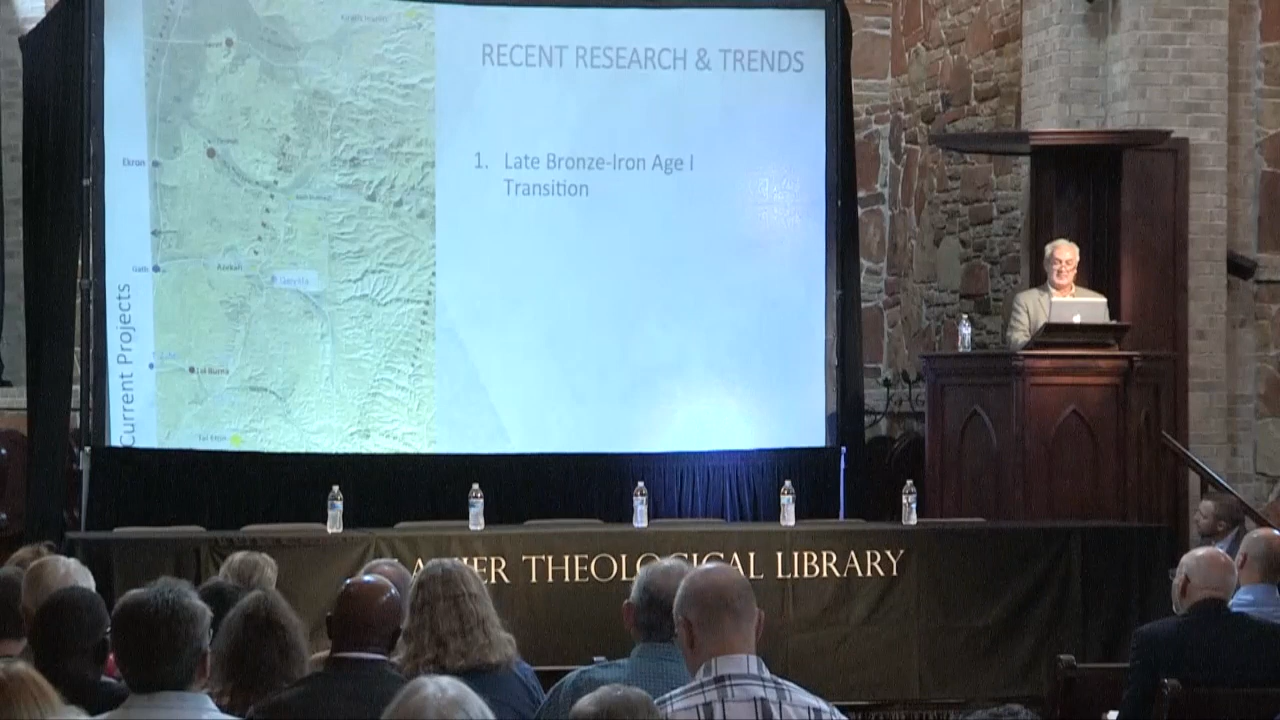 RECENT RESEARCH & TRENDS
1. Late Bronze-Iron Age I
Transition
Ekron
Gath
Azekah
Qeiyafa
Tel Burna
Tel Eton
Current Projects
THEOLOGICAL LIBRARY